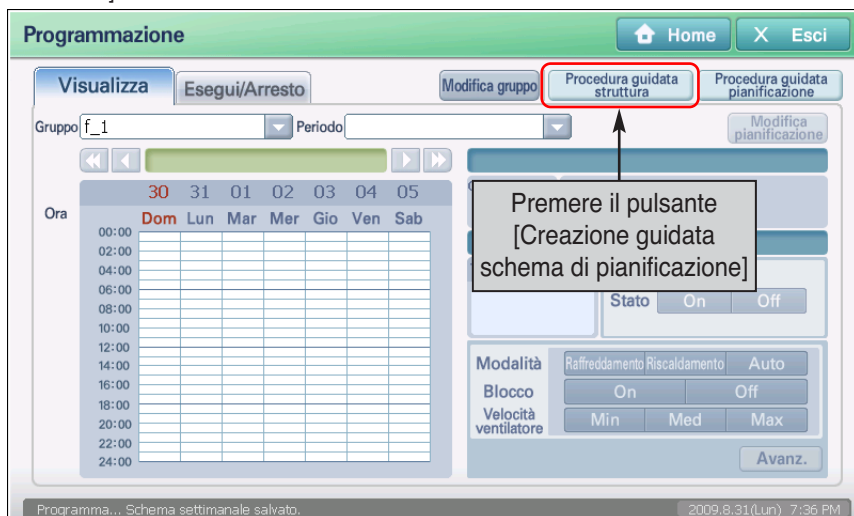 Programmazione
Home
X Esci
Visualizza
Esegui/Arresto
Modifica gruppo
Procedura guidata
struttura
Procedura guidata
pianificazione
Gruppo f_1
Periodo
Modifica
pianificazione
30 31 01 02 03 04 05
Ora
Dom Lun Mar Mer Gio Ven Sab
00:00
02:00
04:00
06:00
08:00
10:00
12:00
14:00
16:00
18:00
20:00
22:00
24:00
Premere il pulsante
[Creazione guidata
schema di pianificazione]
Stato On Off
Modalità Raffreddamento Riscaldamento Auto
Blocco On Off
Velocità
ventilatore
Min Med Max
Avanz.
Programma... Schema settimanale salvato.
2009.8.31(Lun) 7:36 PM